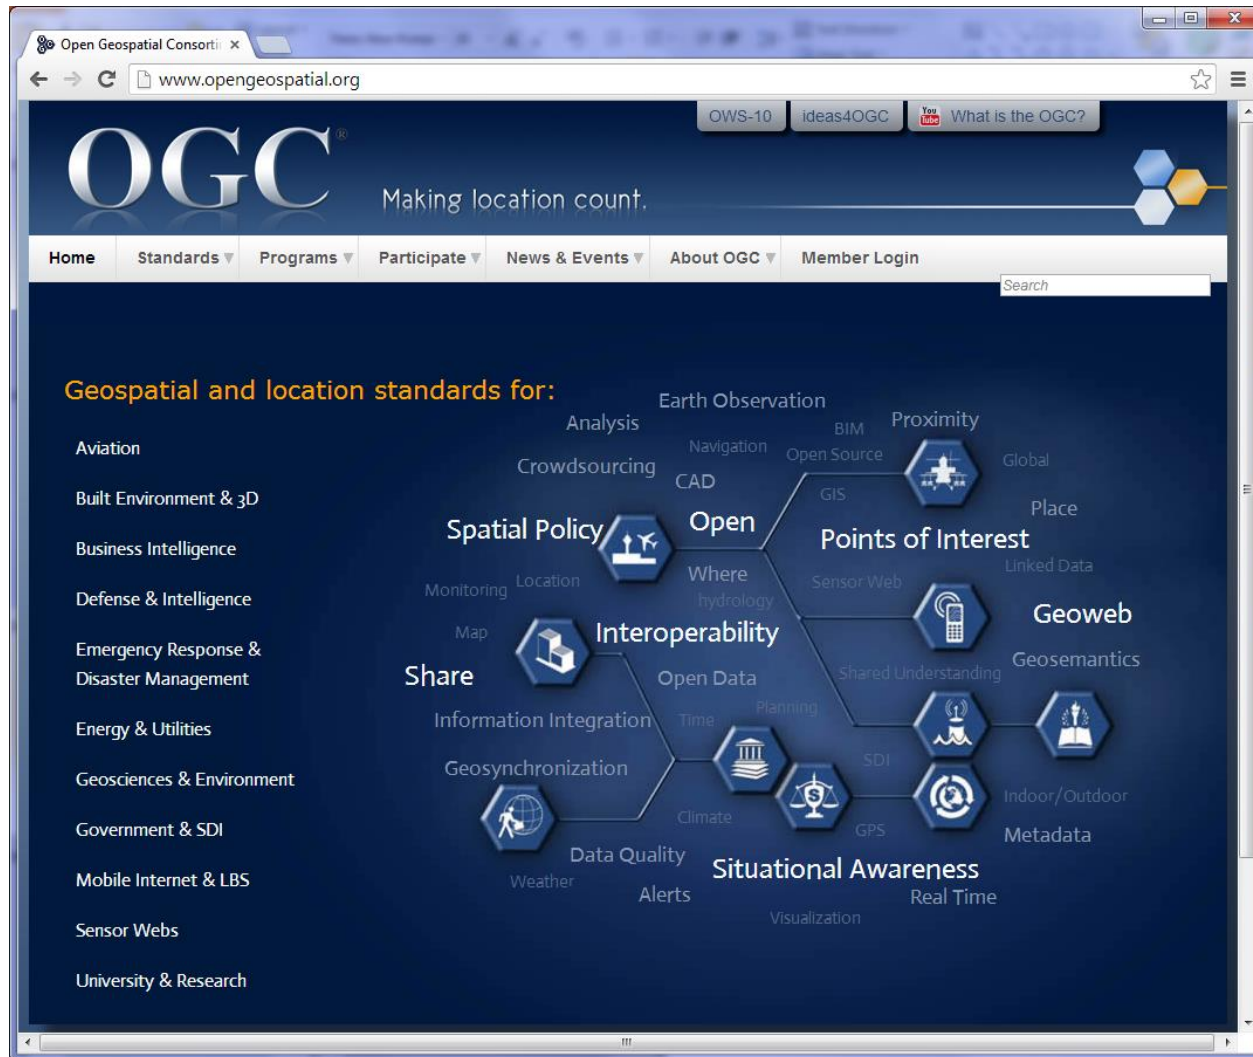 Open Geospatial Consorti
www.opengeospatial.org
OWS-10
ideas4OGC
You Tube What is the OGC?
OGC®
Making location count.
Home Standards Programs Participate News & Events About OGC Member Login
Search
Geospatial and location standards for:
Aviation
Built Environment & 3D
Business Intelligence
Defense & Intelligence
Emergency Response &
Disaster Management
Energy & Utilities
Geosciences & Environment
Government & SDI
Mobile Internet & LBS
Sensor Webs
University & Research
Earth Observation
Analysis
BIM
Proximity
Navigation
Open Source
Crowdsourcing
Global
CAD
GIS
Place
Spatial Policy
Open
Points of Interest
Linked Data
Where
Monitoring
Location
Sensor Web
hydrology
Geoweb
Map
Interoperability
Geosemantics
Share
Open Data
Shared Understanding
Information Integration
Time
Planning
Geosynchronization
SDI
Indoor/Outdoor
Climate
GPS
Metadata
Data Quality
Situational Awareness
Weather
Alerts
Real Time
Visualization
S